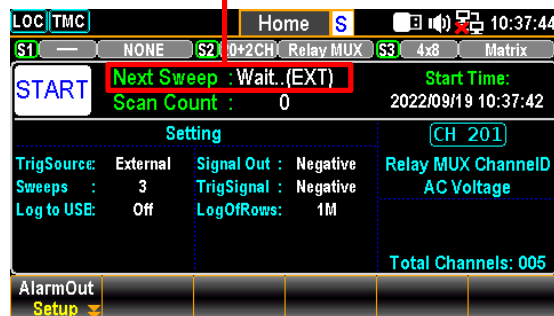 LOC TMC Home S 10:37:44
S1 — NONE S2 20+2CH Relay MUX S3 4x8 Matrix
START Next Sweep : Wait..(EXT) Start Time:
Scan Count : 0 2022/09/19 10:37:42
Setting CH 201
TrigSource: External Signal Out : Negative Relay MUX ChannelD
Sweeps : 3 TrigSignal : Negative AC Voltage
Log to USB: Off LogOfRows: 1M
Total Channels: 005
AlarmOut
Setup